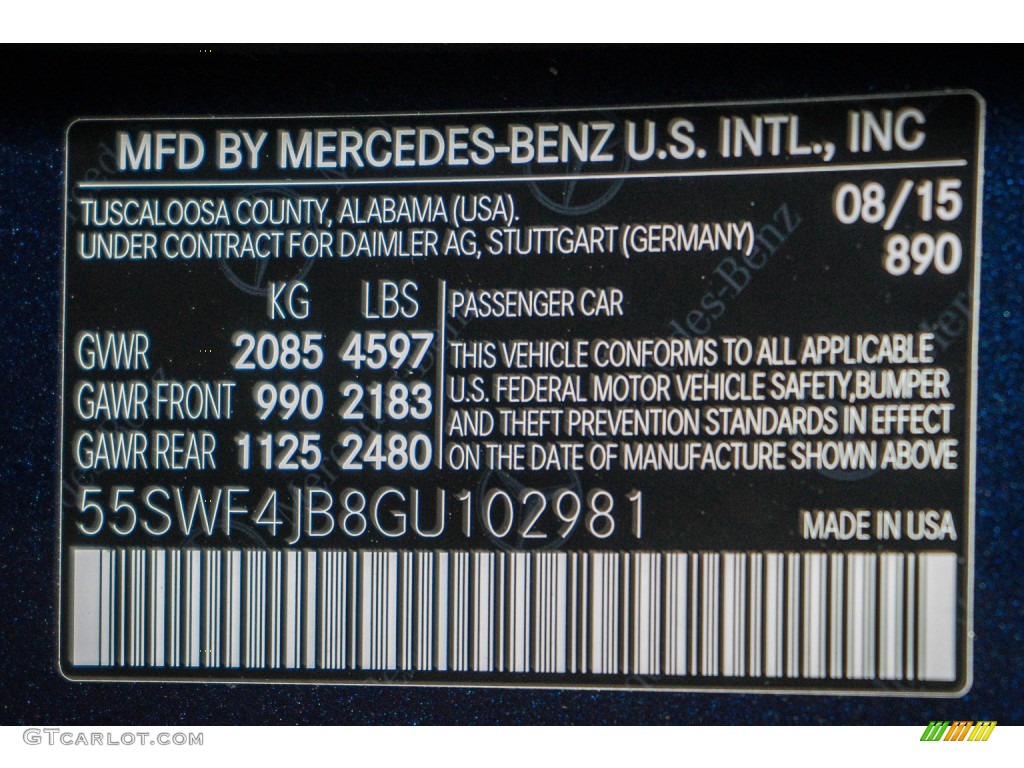 MFD BY MERCEDES-BENZ U.S. INTL., INC
TUSCALOOSA COUNTY, ALABAMA (USA). 08/15
UNDER CONTRACT FOR DAIMLER AG, STUTTGART (GERMANY) 890
KG LBS PASSENGER CAR
GVWR 2085 4597 THIS VEHICLE CONFORMS TO ALL APPLICABLE
U.S. FEDERAL MOTOR VEHICLE SAFETY, BUMPER
GAWR FRONT 990 2183 AND THEFT PREVENTION STANDARDS IN EFFECT
GAWR REAR 1125 2480 ON THE DATE OF MANUFACTURE SHOWN ABOVE
55SWF4JB8GU102981 MADE IN USA
Mercedes-Benz
GTcarlot.com